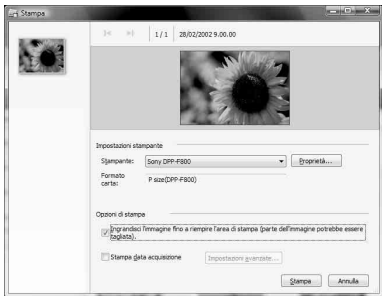 Stampa
1 / 1 28/02/2002 9.00.00
Impostazioni stampante
Stampante: Sony DPP-F800 Proprietà...
Formato carta: P size(DPP-F800)
Opzioni di stampa
Ingrandisci l'immagine fino a riempire l'area di stampa (parte dell'immagine potrebbe essere
tagliata).
Stampa data acquisizione Impostazioni avanzate...
Stampa Annulla